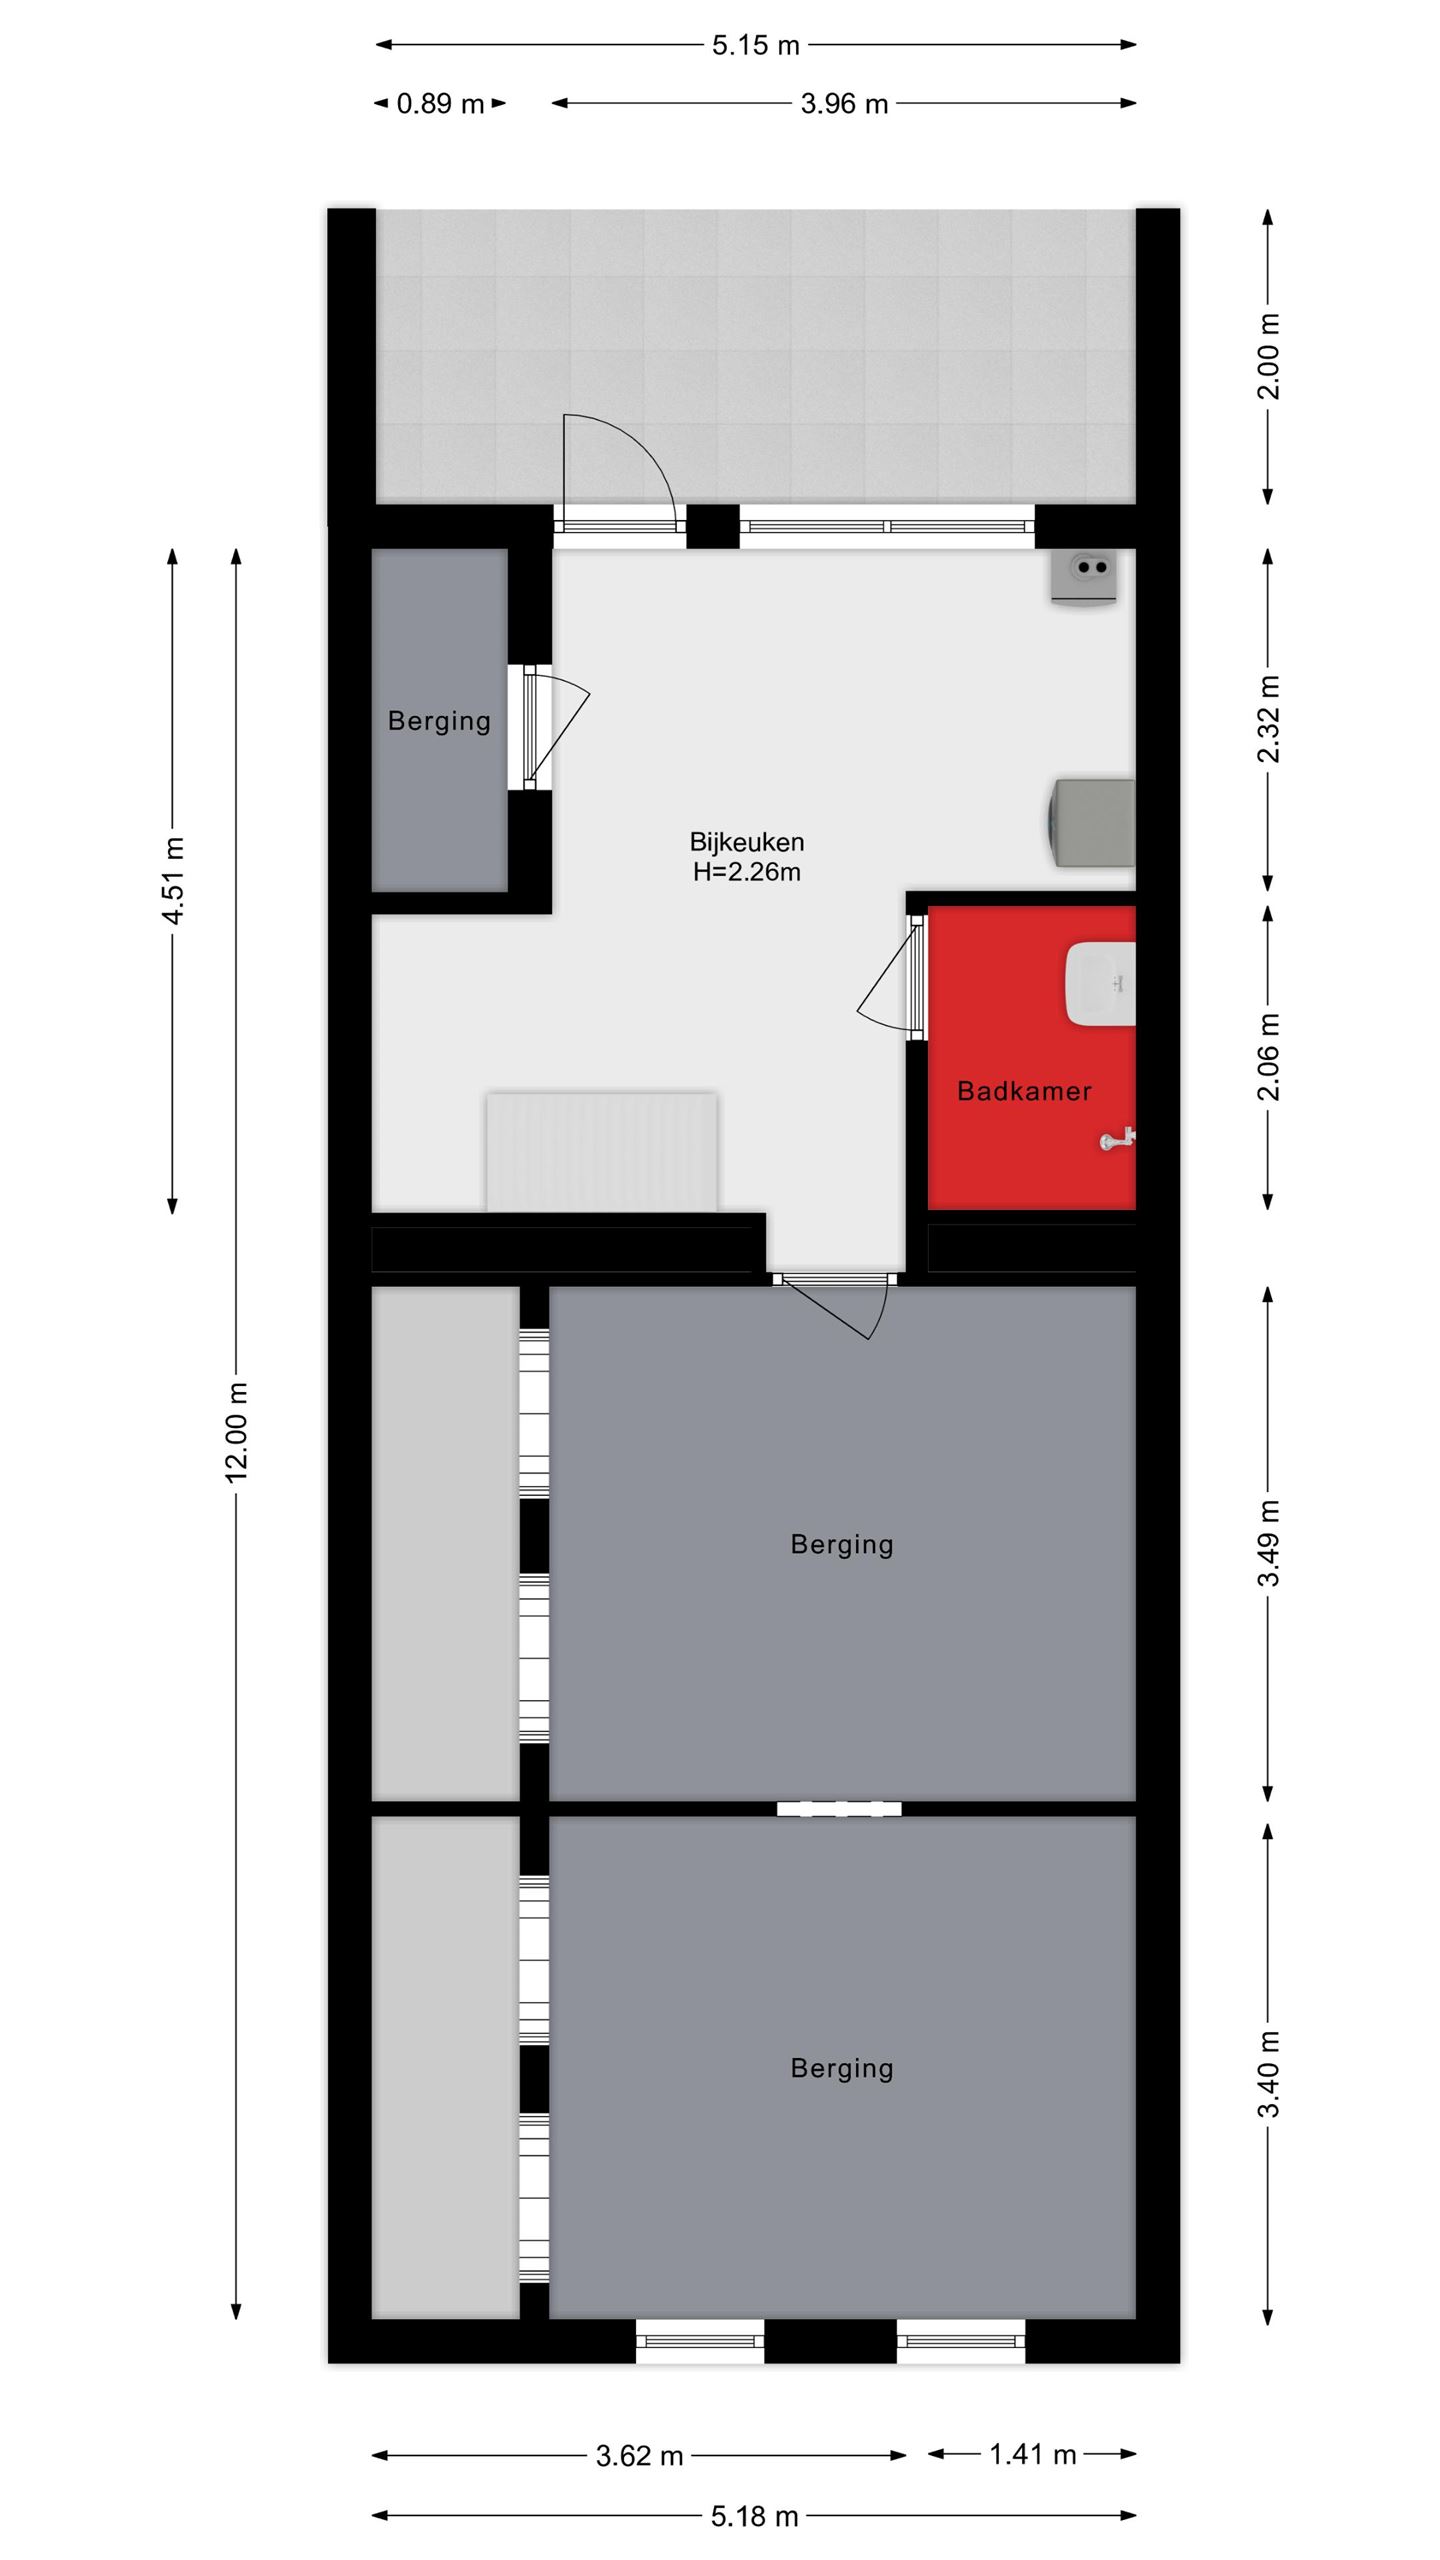 5.15 m
0.89 m
3.96 m
2.00 m
2.32 m
Berging
4.51 m
Bijkeuken
H=2.26m
2.06 m
Badkamer
12.00 m
3.49 m
Berging
Berging
3.40 m
3.62 m
1.41 m
5.18 m